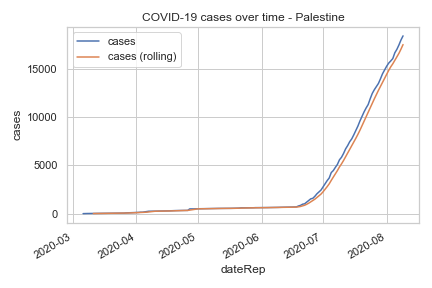 COVID-19 cases over time - Palestine
cases
cases (rolling)
15000
10000
5000
0
cases
2020-03
2020-04
2020-05
2020-06
2020-07
2020-08
dateRep